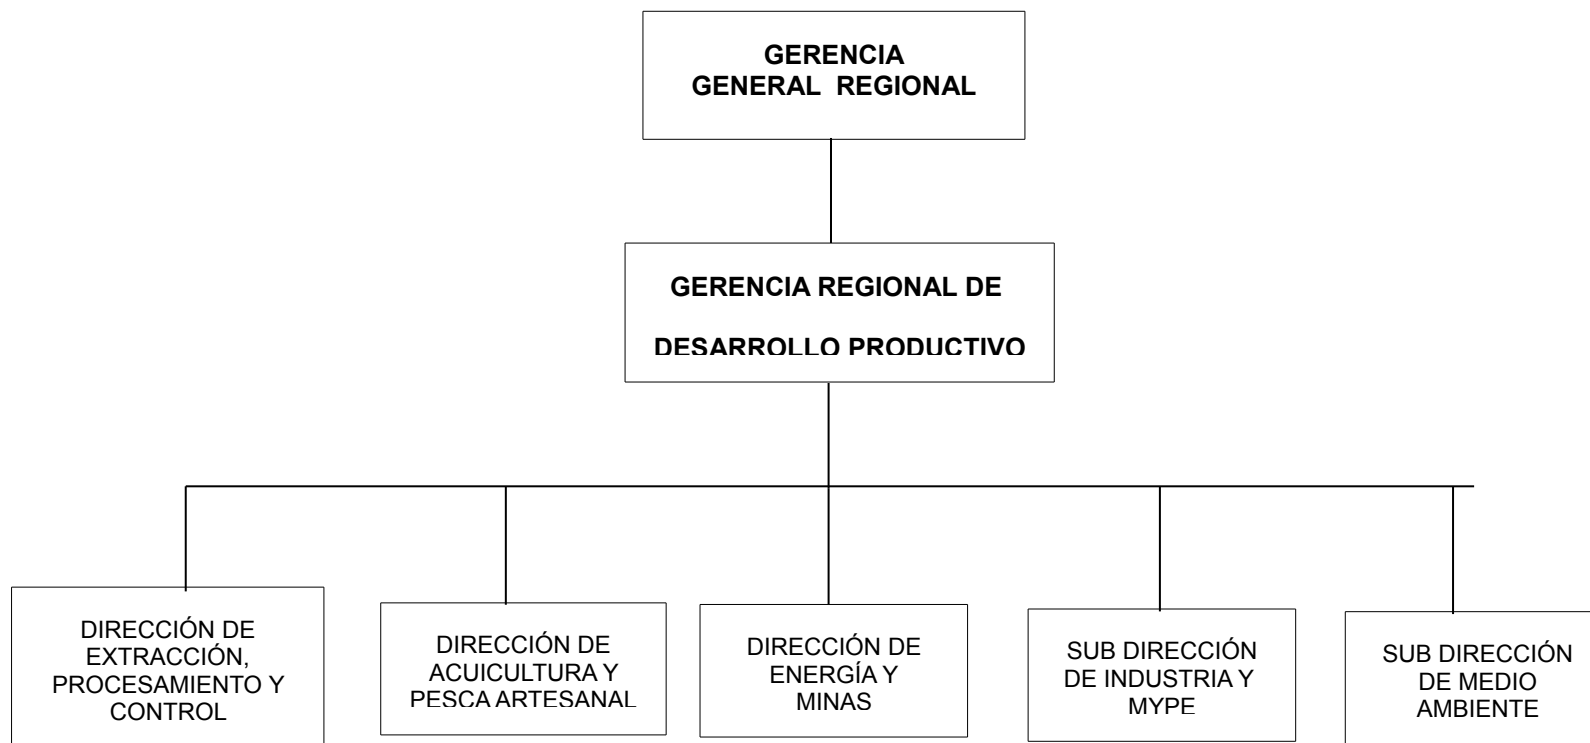 GERENCIA
GENERAL REGIONAL
GERENCIA REGIONAL DE
DESARROLLO PRODUCTIVO
DIRECCIÓN DE
EXTRACCIÓN,
PROCESAMIENTO Y
CONTROL
DIRECCIÓN DE
ACUICULTURA Y
PESCA ARTESANAL
DIRECCIÓN DE
ENERGÍA Y
MINAS
SUB DIRECCIÓN
DE INDUSTRIA Y
MYPE
SUB DIRECCIÓN
DE MEDIO
AMBIENTE